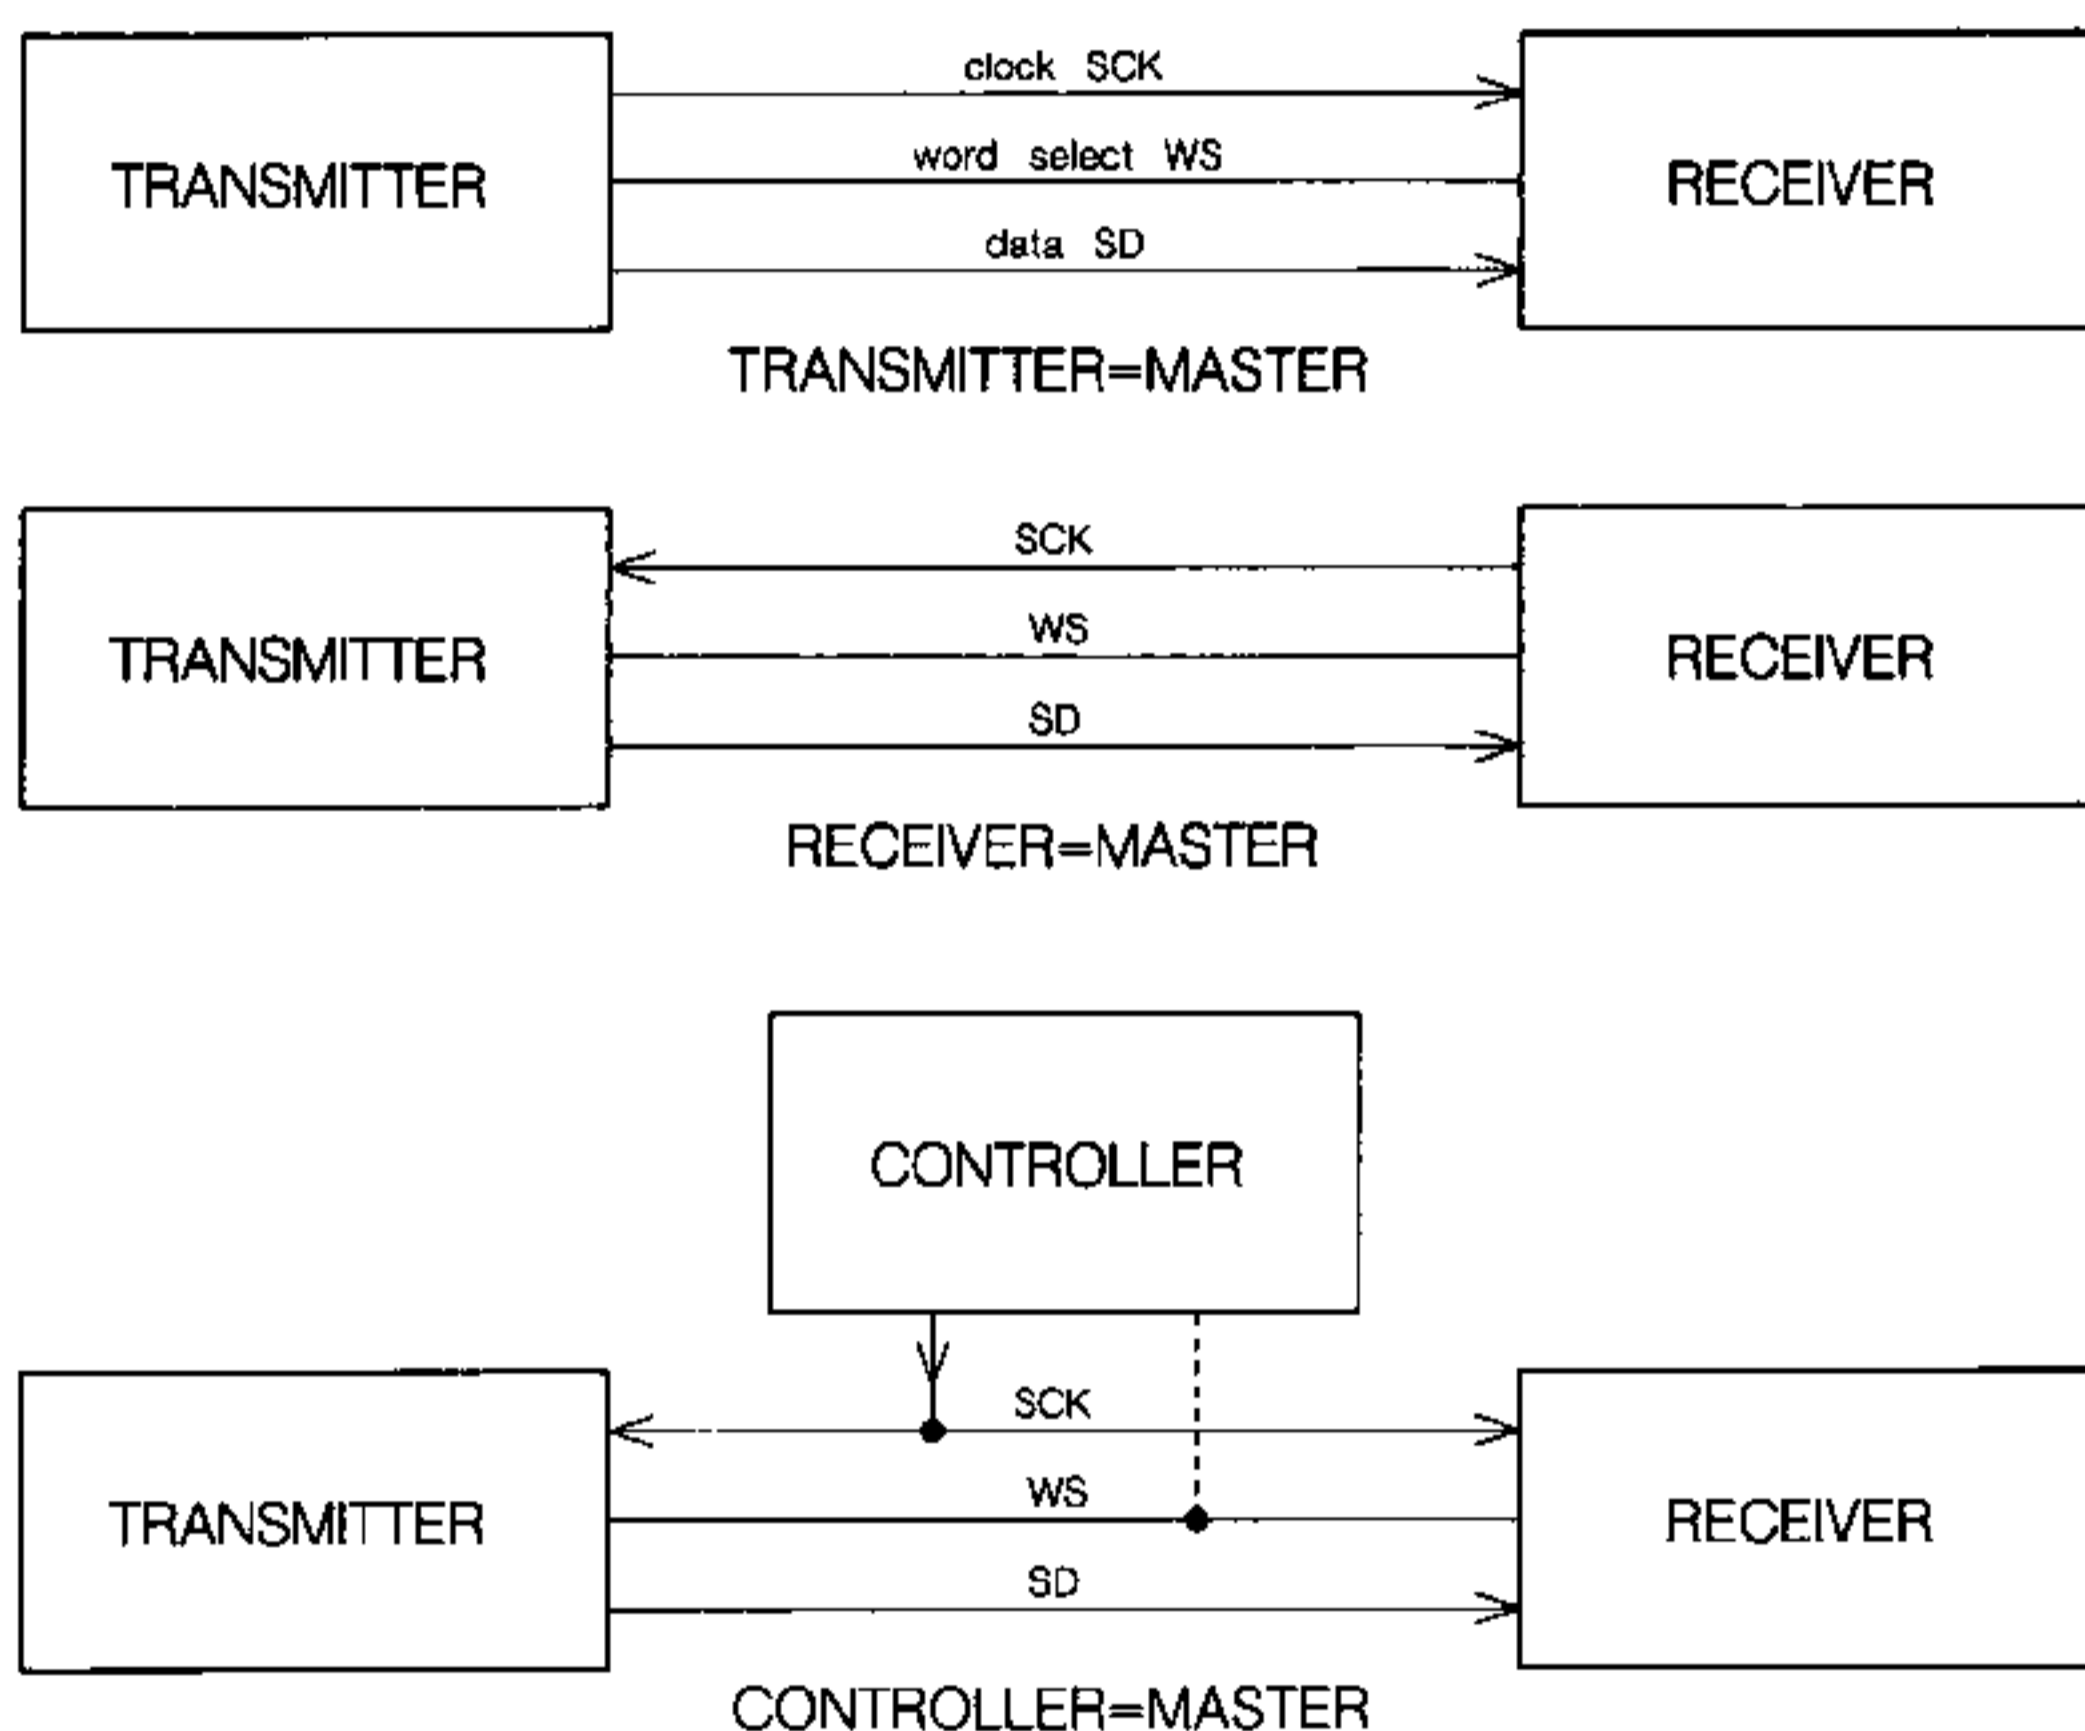 clock SCK
TRANSMITTER
word select WS
RECEIVER
data SD
TRANSMITTER=MASTER
SCK
TRANSMITTER
WS
RECEIVER
SD
RECEIVER=MASTER
CONTROLLER
SCK
TRANSMITTER
WS
RECEIVER
SD
CONTROLLER=MASTER